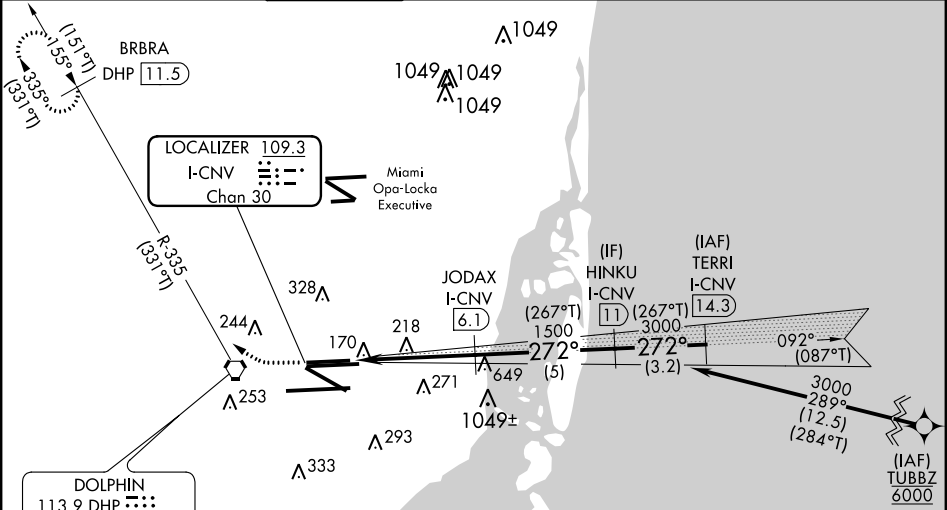 (151°T)
155°
335°
(331°T)
BRBRA
DHP 11.5
1049
1049 1049
1049
LOCALIZER 109.3
I-CNV
Chan 30
Miami
Opa-Locka
Executive
R-335
(331°T)
328
244
170
218
253
271
649
1049±
293
333
JODAX
I-CNV
6.1
(IF)
HINKU
I-CNV
11
(IAF)
TERRI
I-CNV
14.3
(267°T)
1500
272°
(5)
(267°T)
3000
272°
(3.2)
092°
(087°T)
3000
289°
(12.5)
(284°T)
(IAF)
TUBBZ
6000
DOLPHIN
113.9 DHP